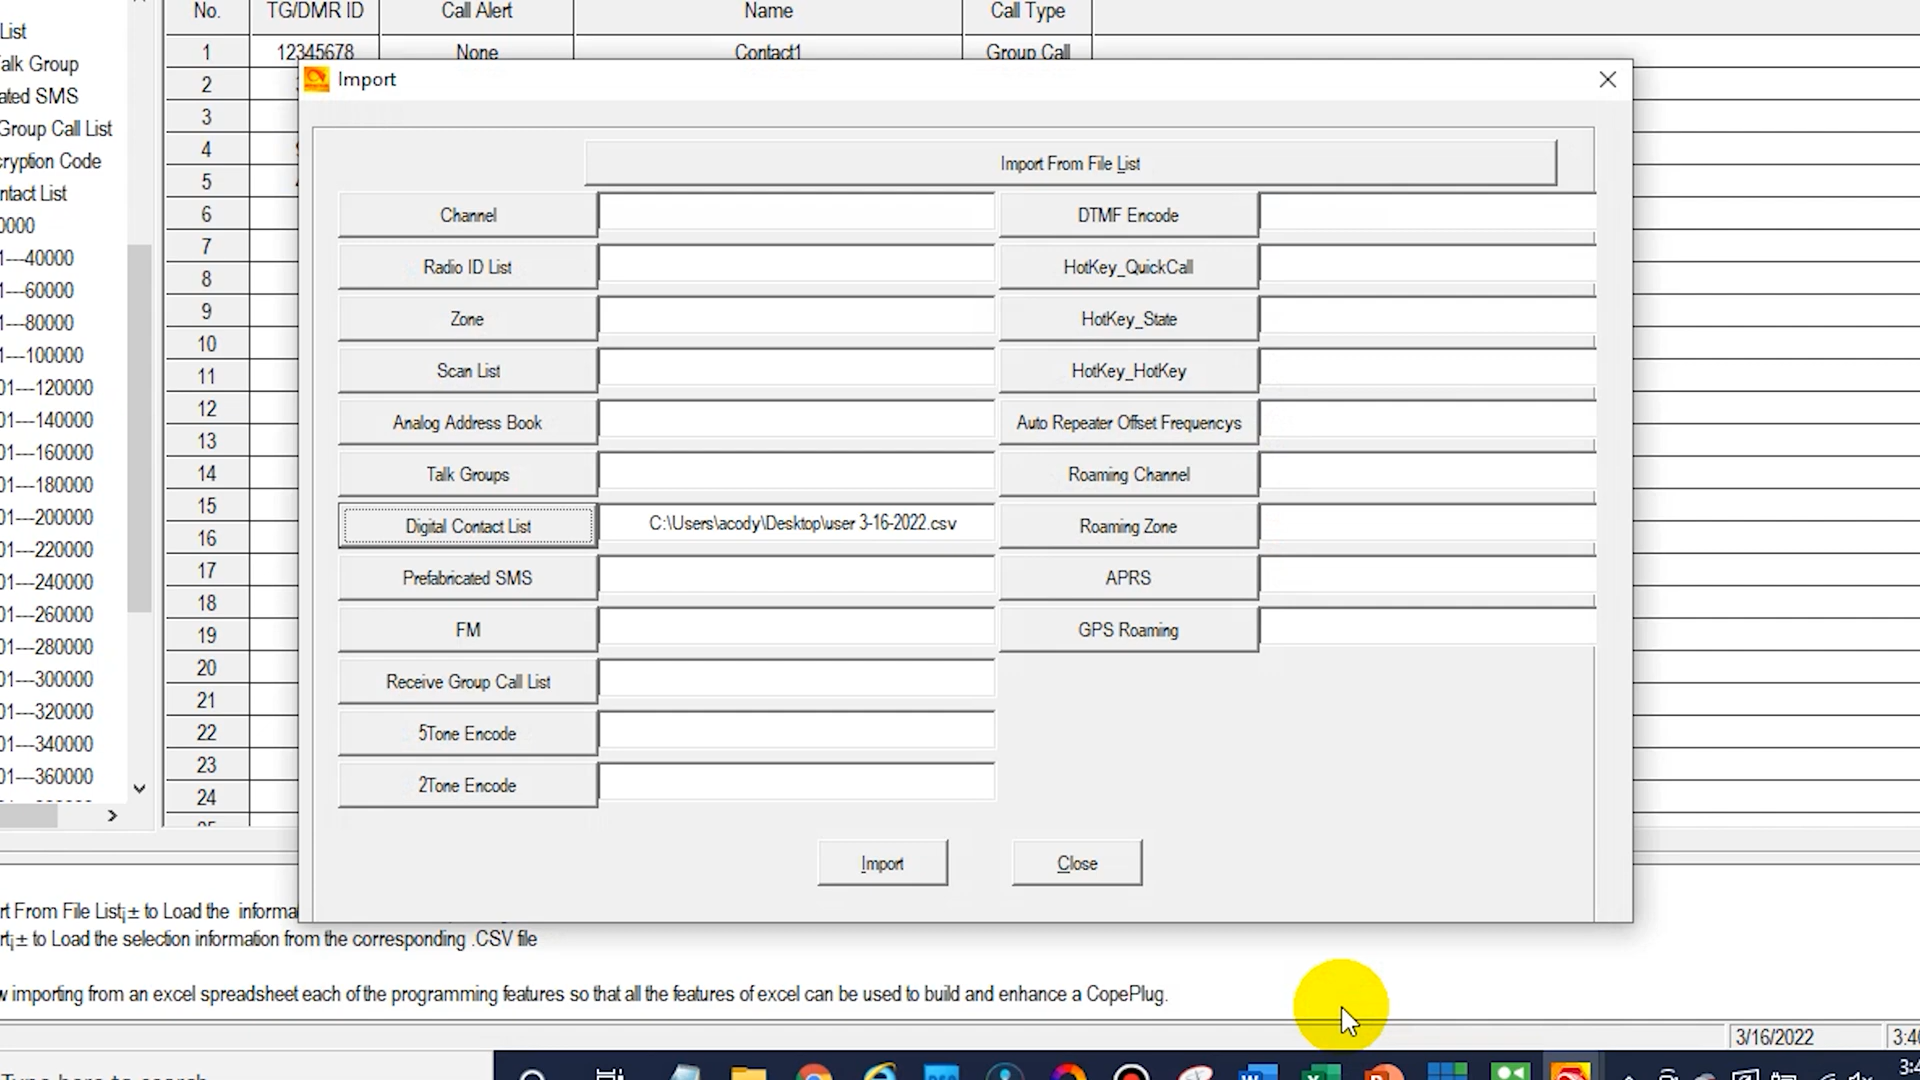 No. TG/DMR ID Call Alert Name Call Type
1 12345678 None Contact1 Group Call
List
alk Group
ated SMS
Group Call List
cryption Code
ntact List
0000
1---40000
1---60000
1---80000
1---100000
01---120000
01---140000
01---160000
01---180000
01---200000
01---220000
01---240000
01---260000
01---280000
01---300000
01---320000
01---340000
01---360000
2
3
4
5
6
7
8
9
10
11
12
13
14
15
16
17
18
19
20
21
22
23
24
Import
Import From File List
Channel DTMF Encode
Radio ID List HotKey_QuickCall
Zone HotKey_State
Scan List HotKey_HotKey
Analog Address Book Auto Repeater Offset Frequencys
Talk Groups Roaming Channel
Digital Contact List C:\Users\acody\Desktop\user 3-16-2022.csv Roaming Zone
Prefabricated SMS APRS
FM GPS Roaming
Receive Group Call List
5Tone Encode
2Tone Encode
Import Close
rt From File List¡± to Load the informa
rt¡± to Load the selection information from the corresponding .CSV file
w importing from an excel spreadsheet each of the programming features so that all the features of excel can be used to build and enhance a CopePlug.
3/16/2022 3:46
Type here to search